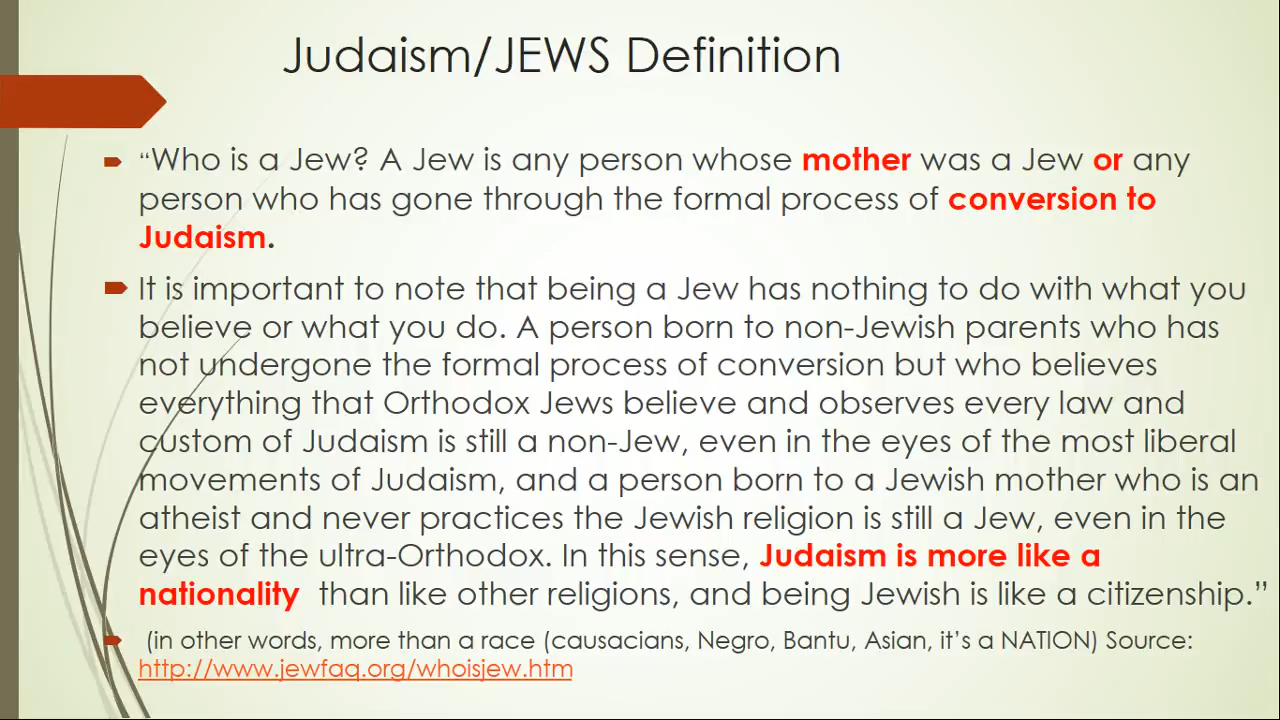 Judaism/JEWS Definition
“Who is a Jew? A Jew is any person whose mother was a Jew or any
person who has gone through the formal process of conversion to
Judaism.
It is important to note that being a Jew has nothing to do with what you
believe or what you do. A person born to non-Jewish parents who has
not undergone the formal process of conversion but who believes
everything that Orthodox Jews believe and observes every law and
custom of Judaism is still a non-Jew, even in the eyes of the most liberal
movements of Judaism, and a person born to a Jewish mother who is an
atheist and never practices the Jewish religion is still a Jew, even in the
eyes of the ultra-Orthodox. In this sense, Judaism is more like a
nationality than like other religions, and being Jewish is like a citizenship.”
(in other words, more than a race (causacians, Negro, Bantu, Asian, it’s a NATION) Source:
http://www.jewfaq.org/whoisjew.htm